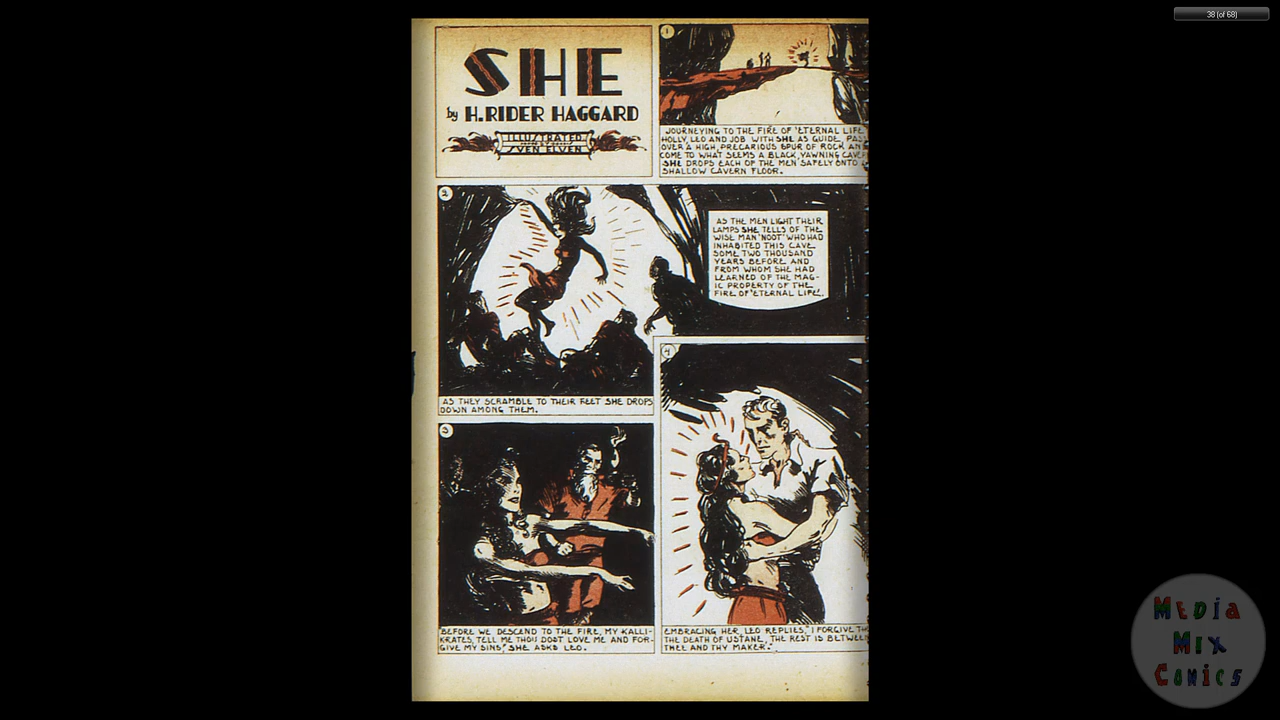 38 (of 68)
SHE
by H. RIDER HAGGARD
ILLUSTRATED
BY
SVEN ELVEN
1
JOURNEYING TO THE FIRE OF 'ETERNAL LIFE
HOLLY, LEO AND JOB WITH SHE AS GUIDE, PAS
OVER A HIGH, PRECARIOUS SPUR OF ROCK AN
COME TO WHAT SEEMS A BLACK, YAWNING CAVE
SHE DROPS EACH OF THE MEN SAFELY ONTO
SHALLOW CAVERN FLOOR.
2
AS THE MEN LIGHT THEIR
LAMPS SHE TELLS OF THE
WISE MAN 'NOOT' WHO HAD
INHABITED THIS CAVE
SOME TWO THOUSAND
YEARS BEFORE AND
FROM WHOM SHE HAD
LEARNED OF THE MAG-
IC PROPERTY OF THE
FIRE OF 'ETERNAL LIFE'.
AS THEY SCRAMBLE TO THEIR FEET SHE DROPS
DOWN AMONG THEM.
3
"BEFORE WE DESCEND TO THE FIRE, MY KALLI-
KRATES, TELL ME THOU DOST LOVE ME AND FOR-
GIVE MY SINS," SHE ASKS LEO.
4
EMBRACING HER, LEO REPLIES, "I FORGIVE TH
THE DEATH OF USTANE, THE REST IS BETWEEN
THEE AND THY MAKER."
MEDIA
MIX
COMICS